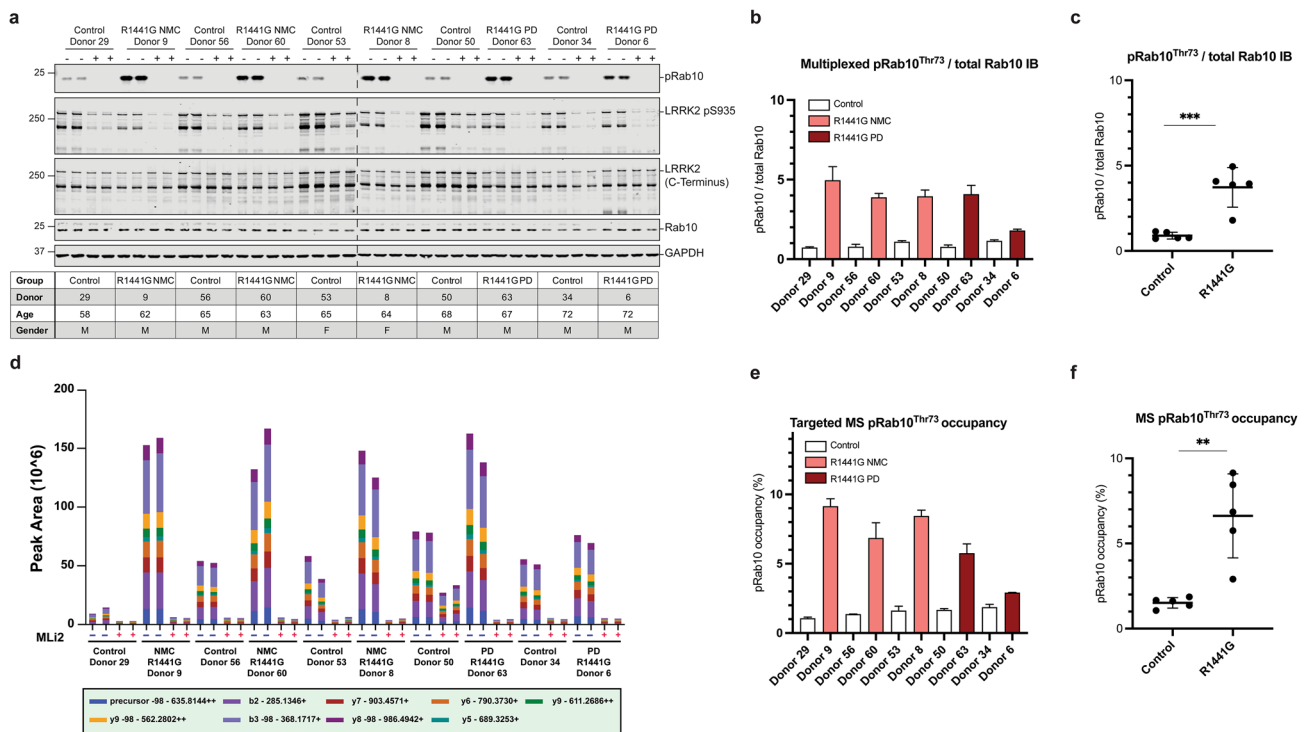 a
Control R1441G NMC Control R1441G NMC Control R1441G NMC Control R1441G PD Control R1441G PD
Donor 29 Donor 9 Donor 56 Donor 60 Donor 53 Donor 8 Donor 50 Donor 63 Donor 34 Donor 6
- - + + - - + + - - + + - - + + - - + + - - + + - - + + - - + + - - + + - - + +
25 pRab10
LRRK2 pS935
250
LRRK2
(C-Terminus)
250
25 Rab10
37 GAPDH
Group Control R1441G NMC Control R1441G NMC Control R1441G NMC Control R1441G PD Control R1441G PD
Donor 29 9 56 60 53 8 50 63 34 6
Age 58 62 65 63 65 64 68 67 72 72
Gender M M M M F F M M M M
b
Multiplexed pRab10Thr73 / total Rab10 IB
Control
R1441G NMC
R1441G PD
pRab10 / total Rab10
10
5
0
Donor 29 Donor 9 Donor 56 Donor 60 Donor 53 Donor 8 Donor 50 Donor 63 Donor 34 Donor 6
c
pRab10Thr73 / total Rab10 IB
***
pRab10 / total Rab10
10
5
0
Control R1441G
d
Peak Area (10^6)
200
150
100
50
0
MLi2 - - + + - - + + - - + + - - + + - - + + - - + + - - + + - - + + - - + + - - + +
Control NMC Control NMC Control NMC Control PD Control PD
Donor 29 R1441G Donor 56 R1441G Donor 53 R1441G Donor 50 R1441G Donor 34 R1441G
Donor 9 Donor 60 Donor 8 Donor 63 Donor 6
precursor -98 - 635.8144++ b2 - 285.1346+ y7 - 903.4571+ y6 - 790.3730+ y9 - 611.2686++
y9 -98 - 562.2802++ b3 -98 - 368.1717+ y8 -98 - 986.4942+ y5 - 689.3253+
e
Targeted MS pRab10Thr73 occupancy
Control
R1441G NMC
R1441G PD
pRab10 occupancy (%)
10
5
0
Donor 29 Donor 9 Donor 56 Donor 60 Donor 53 Donor 8 Donor 50 Donor 63 Donor 34 Donor 6
f
MS pRab10Thr73 occupancy
**
pRab10 occupancy (%)
10
5
0
Control R1441G